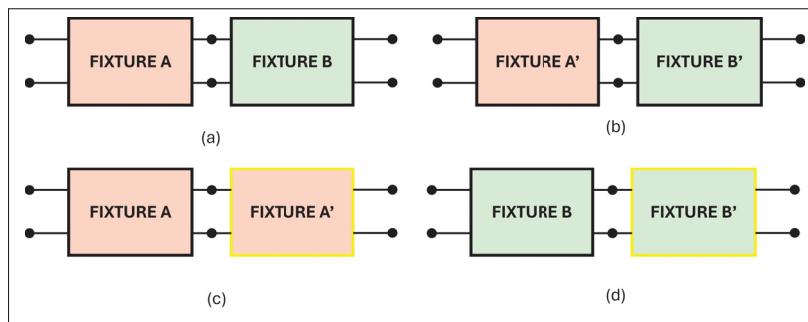 FIXTURE A FIXTURE B FIXTURE A’ FIXTURE B’
(a) (b)
FIXTURE A FIXTURE A’ FIXTURE B FIXTURE B’
(c) (d)